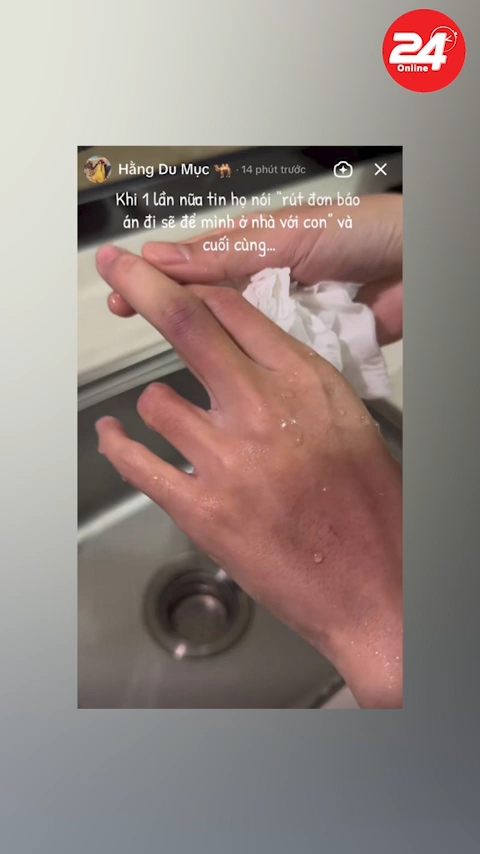 24
Online
Hằng Du Mục 🐫 · 14 phút trước
Khi 1 lần nữa tin họ nói "rút đơn báo
án đi sẽ để mình ở nhà với con" và
cuối cùng...